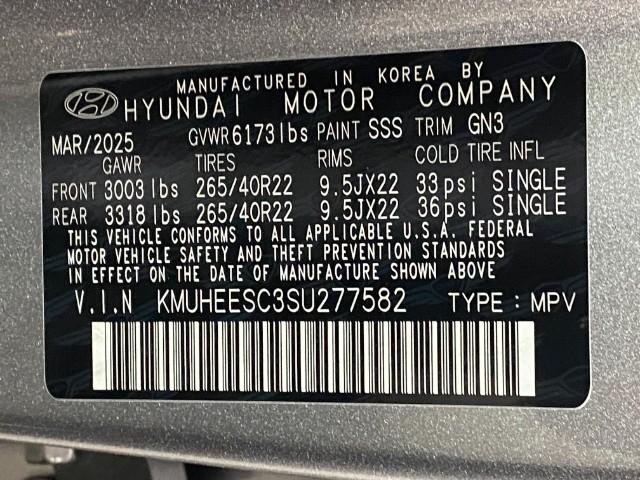 MANUFACTURED IN KOREA BY
HYUNDAI MOTOR COMPANY
MAR/2025 GVWR 6173 lbs PAINT SSS TRIM GN3
GAWR TIRES RIMS COLD TIRE INFL
FRONT 3003 lbs 265/40R22 9.5JX22 33psi SINGLE
REAR 3318 lbs 265/40R22 9.5JX22 36psi SINGLE
THIS VEHICLE CONFORMS TO ALL APPLICABLE U.S.A. FEDERAL
MOTOR VEHICLE SAFETY AND THEFT PREVENTION STANDARDS
IN EFFECT ON THE DATE OF MANUFACTURE SHOWN ABOVE
V.I.N KMUHEESC3SU277582 TYPE : MPV